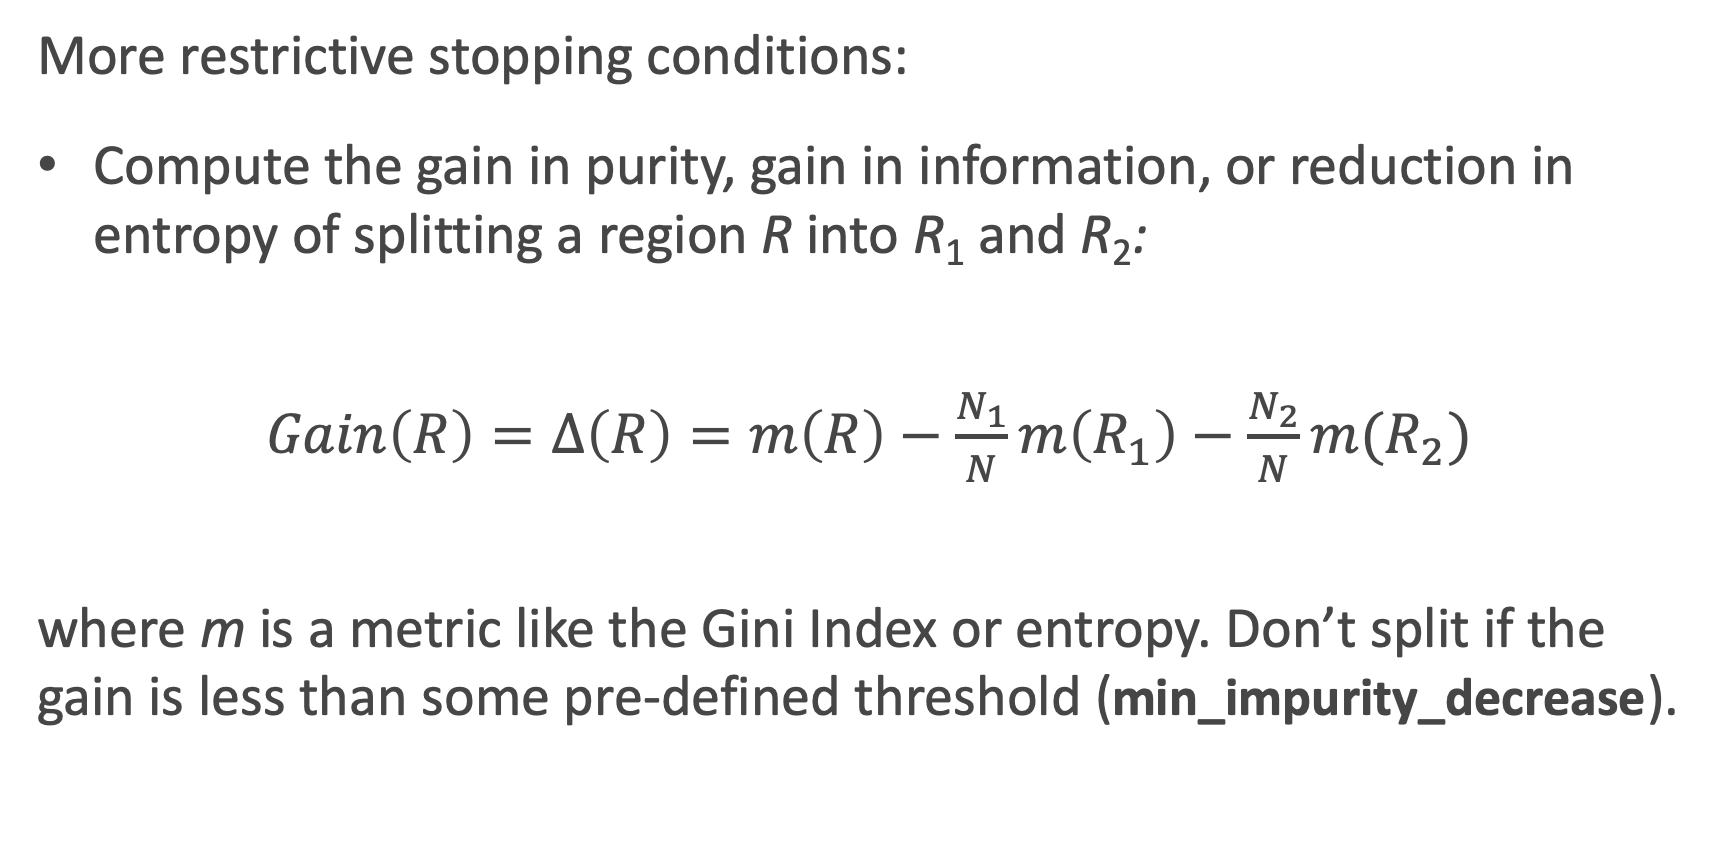 More restrictive stopping conditions:
• Compute the gain in purity, gain in information, or reduction in
entropy of splitting a region R into R₁ and R₂:
Gain(R) = Δ(R) = m(R) − N₁/N m(R₁) − N₂/N m(R₂)
where m is a metric like the Gini Index or entropy. Don’t split if the
gain is less than some pre-defined threshold (min_impurity_decrease).